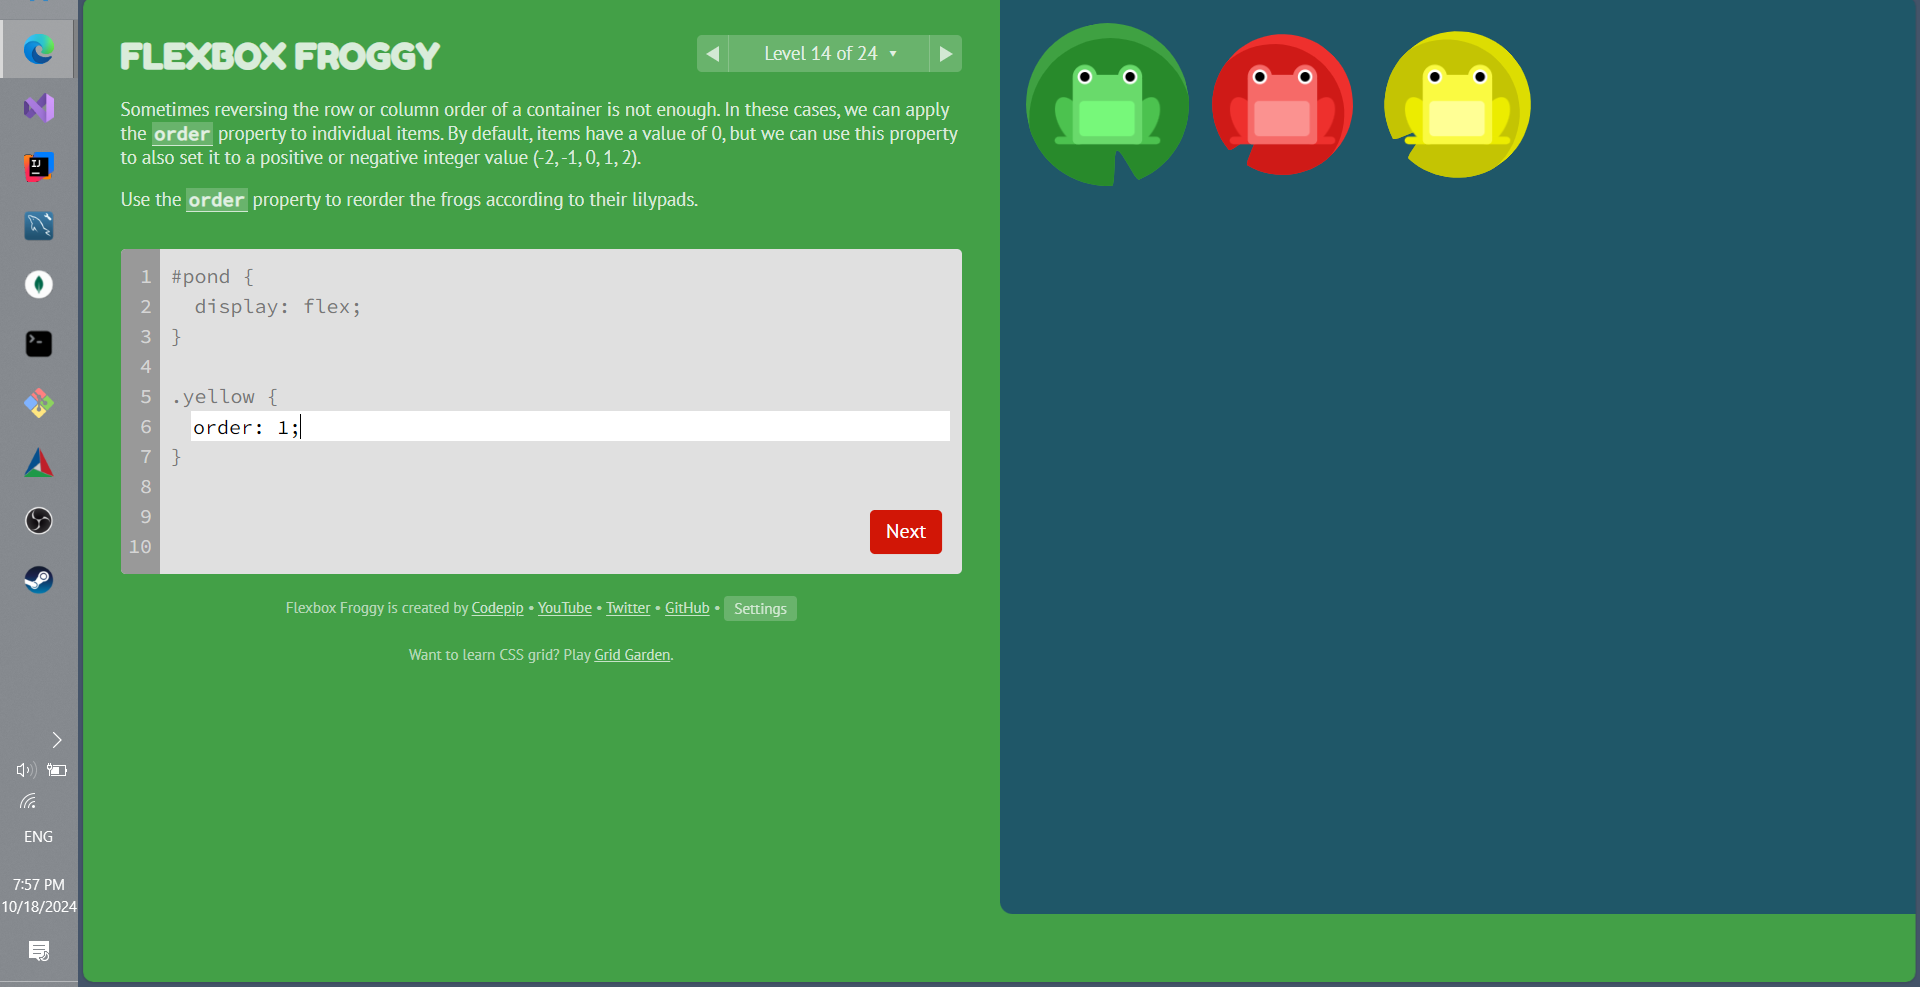 FLEXBOX FROGGY
Level 14 of 24
Sometimes reversing the row or column order of a container is not enough. In these cases, we can apply
the order property to individual items. By default, items have a value of 0, but we can use this property
to also set it to a positive or negative integer value (-2, -1, 0, 1, 2).
Use the order property to reorder the frogs according to their lilypads.
1 #pond {
2 display: flex;
3 }
4
5 .yellow {
6 order: 1;
7 }
8
9
10
Next
Flexbox Froggy is created by Codepip • YouTube • Twitter • GitHub • Settings
Want to learn CSS grid? Play Grid Garden.
IJ
ENG
7:57 PM
10/18/2024